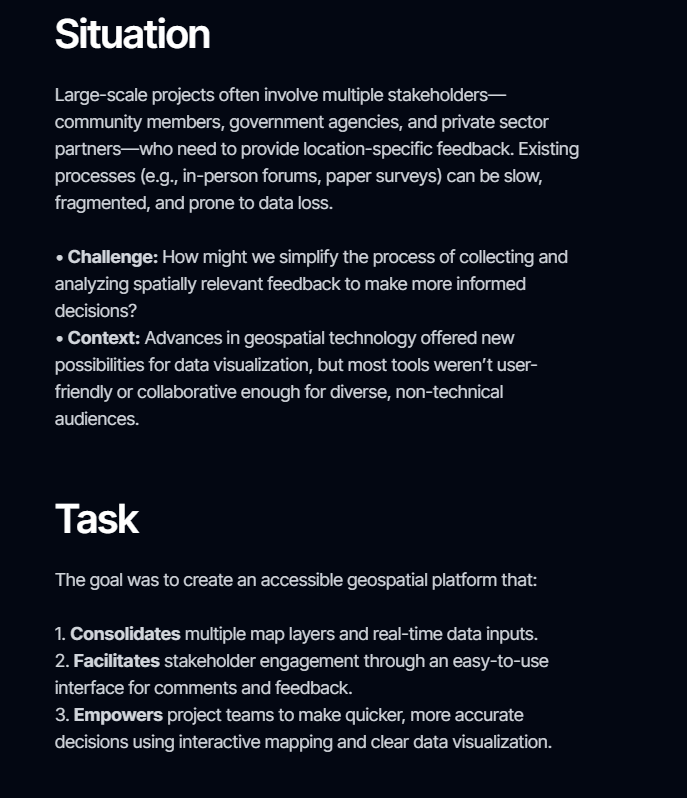 Situation
Large-scale projects often involve multiple stakeholders—
community members, government agencies, and private sector
partners—who need to provide location-specific feedback. Existing
processes (e.g., in-person forums, paper surveys) can be slow,
fragmented, and prone to data loss.
• Challenge: How might we simplify the process of collecting and
analyzing spatially relevant feedback to make more informed
decisions?
• Context: Advances in geospatial technology offered new
possibilities for data visualization, but most tools weren’t user-
friendly or collaborative enough for diverse, non-technical
audiences.
Task
The goal was to create an accessible geospatial platform that:
1. Consolidates multiple map layers and real-time data inputs.
2. Facilitates stakeholder engagement through an easy-to-use
interface for comments and feedback.
3. Empowers project teams to make quicker, more accurate
decisions using interactive mapping and clear data visualization.